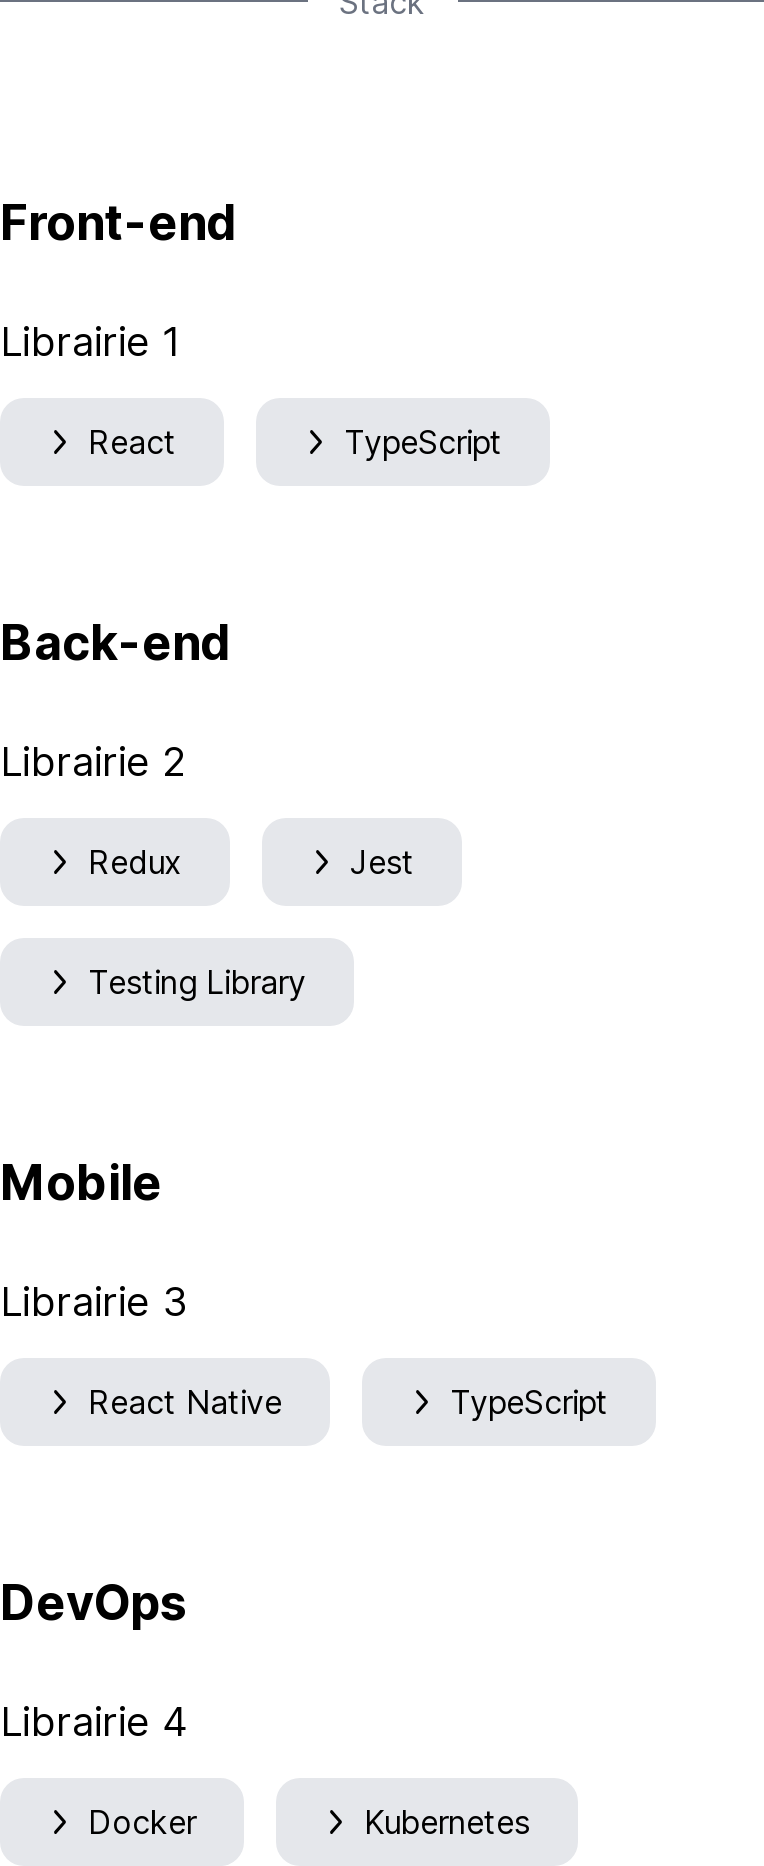 Stack
Front-end
Librairie 1
React TypeScript
Back-end
Librairie 2
Redux Jest
Testing Library
Mobile
Librairie 3
React Native TypeScript
DevOps
Librairie 4
Docker Kubernetes